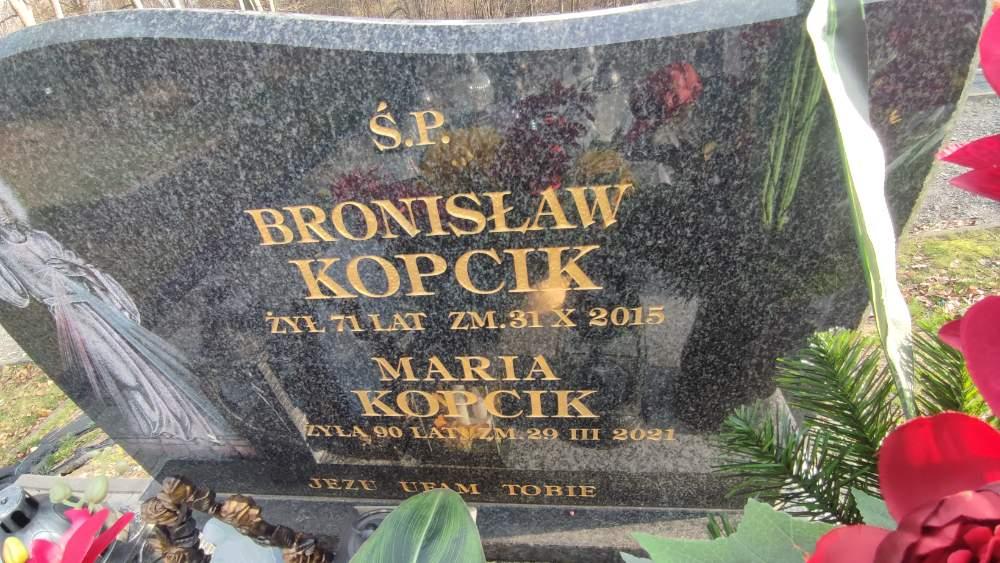 Ś.P.
BRONISŁAW
KOPCIK
ŻYŁ 71 LAT ZM. 31 X 2015
MARIA
KOPCIK
ŻYŁA 90 LAT ZM. 29 III 2021
JEZU UFAM TOBIE